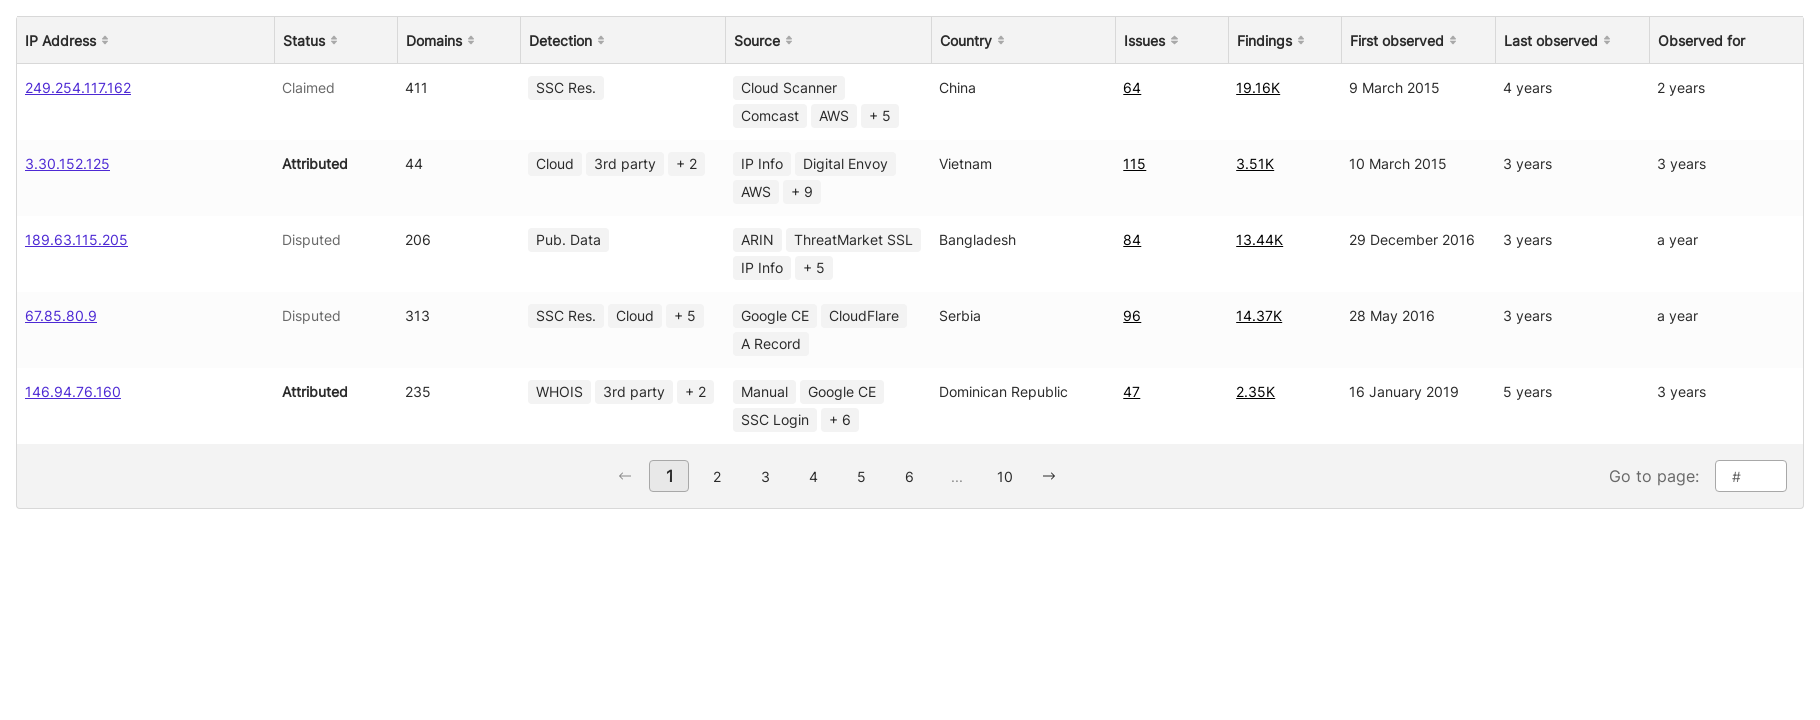 IP Address Status Domains Detection Source Country Issues Findings First observed Last observed Observed for
249.254.117.162 Claimed 411 SSC Res. Cloud Scanner China 64 19.16K 9 March 2015 4 years 2 years
Comcast AWS + 5
3.30.152.125 Attributed 44 Cloud 3rd party + 2 IP Info Digital Envoy Vietnam 115 3.51K 10 March 2015 3 years 3 years
AWS + 9
189.63.115.205 Disputed 206 Pub. Data ARIN ThreatMarket SSL Bangladesh 84 13.44K 29 December 2016 3 years a year
IP Info + 5
67.85.80.9 Disputed 313 SSC Res. Cloud + 5 Google CE CloudFlare Serbia 96 14.37K 28 May 2016 3 years a year
A Record
146.94.76.160 Attributed 235 WHOIS 3rd party + 2 Manual Google CE Dominican Republic 47 2.35K 16 January 2019 5 years 3 years
SSC Login + 6
← 1 2 3 4 5 6 ... 10 → Go to page: #